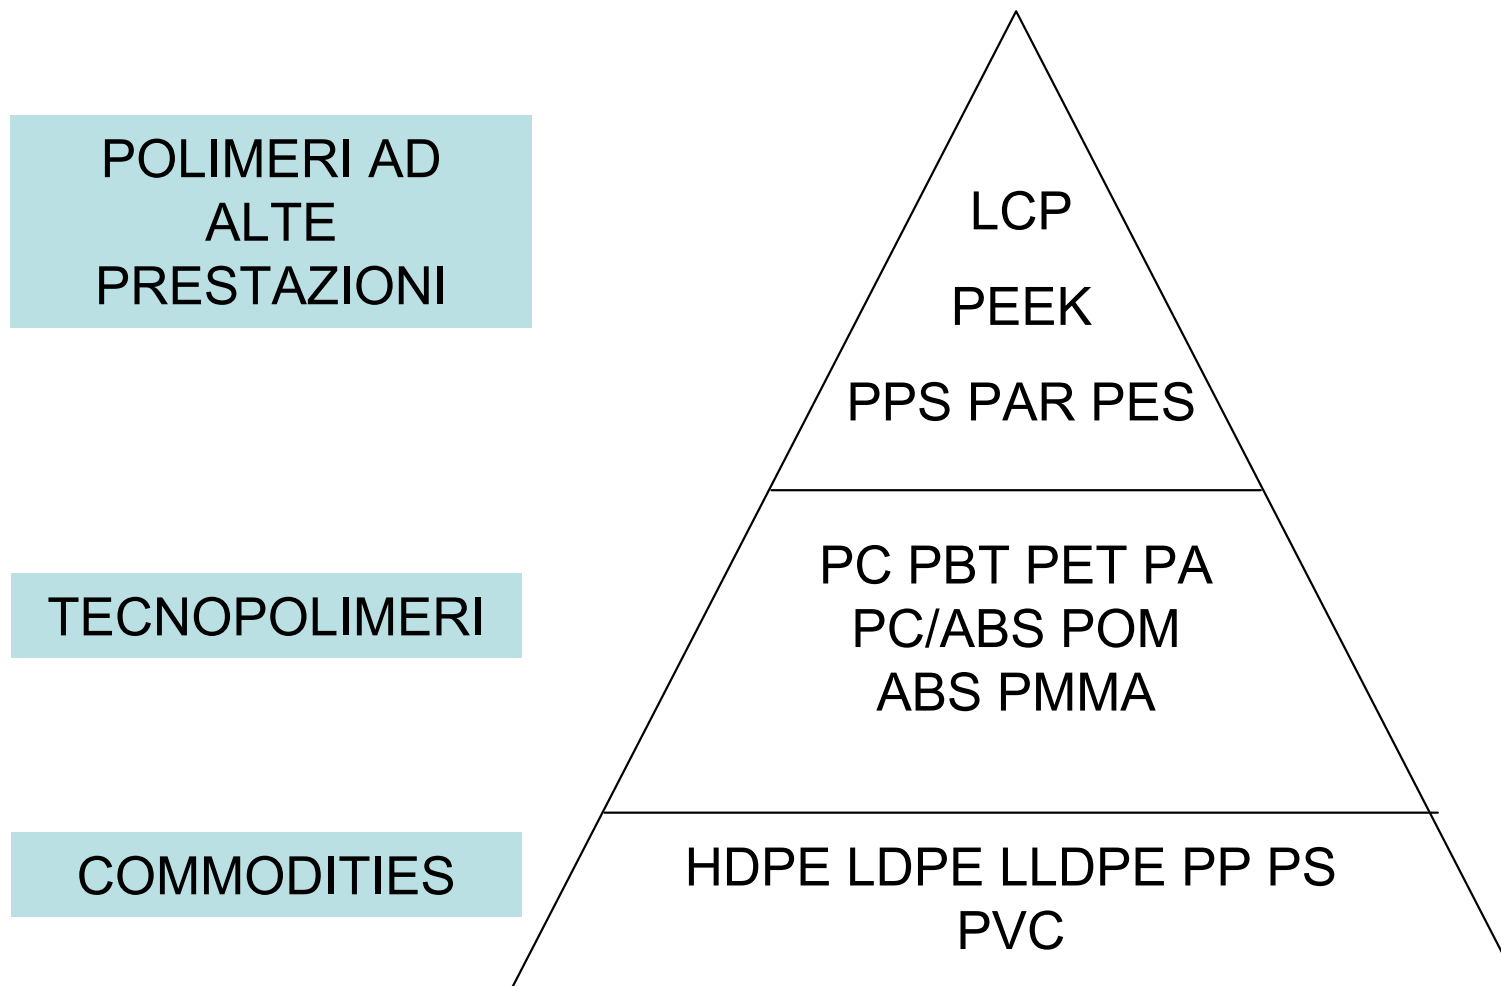 POLIMERI AD
ALTE
PRESTAZIONI
LCP
PEEK
PPS PAR PES
TECNOPOLIMERI
PC PBT PET PA
PC/ABS POM
ABS PMMA
COMMODITIES
HDPE LDPE LLDPE PP PS
PVC